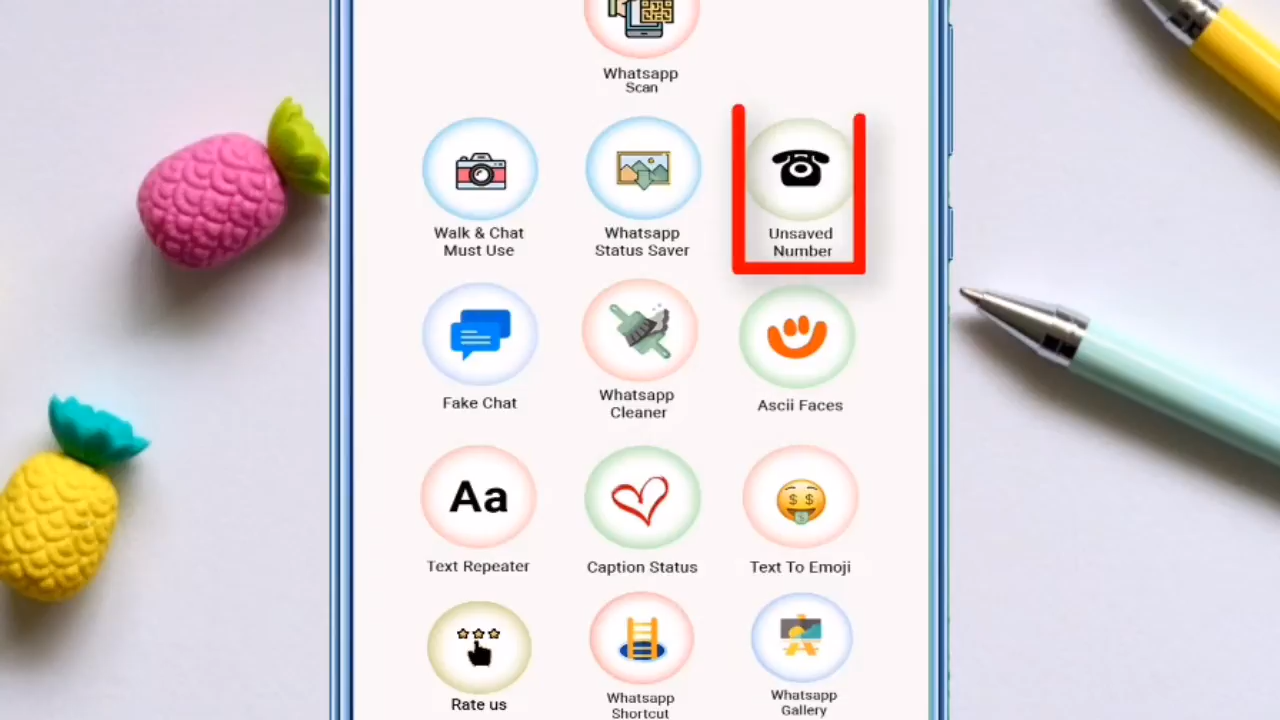 Whatsapp
Scan
Walk & Chat
Must Use
Whatsapp
Status Saver
Unsaved
Number
Fake Chat
Whatsapp
Cleaner
Ascii Faces
Aa
Text Repeater
Caption Status
Text To Emoji
Rate us
Whatsapp
Shortcut
Whatsapp
Gallery